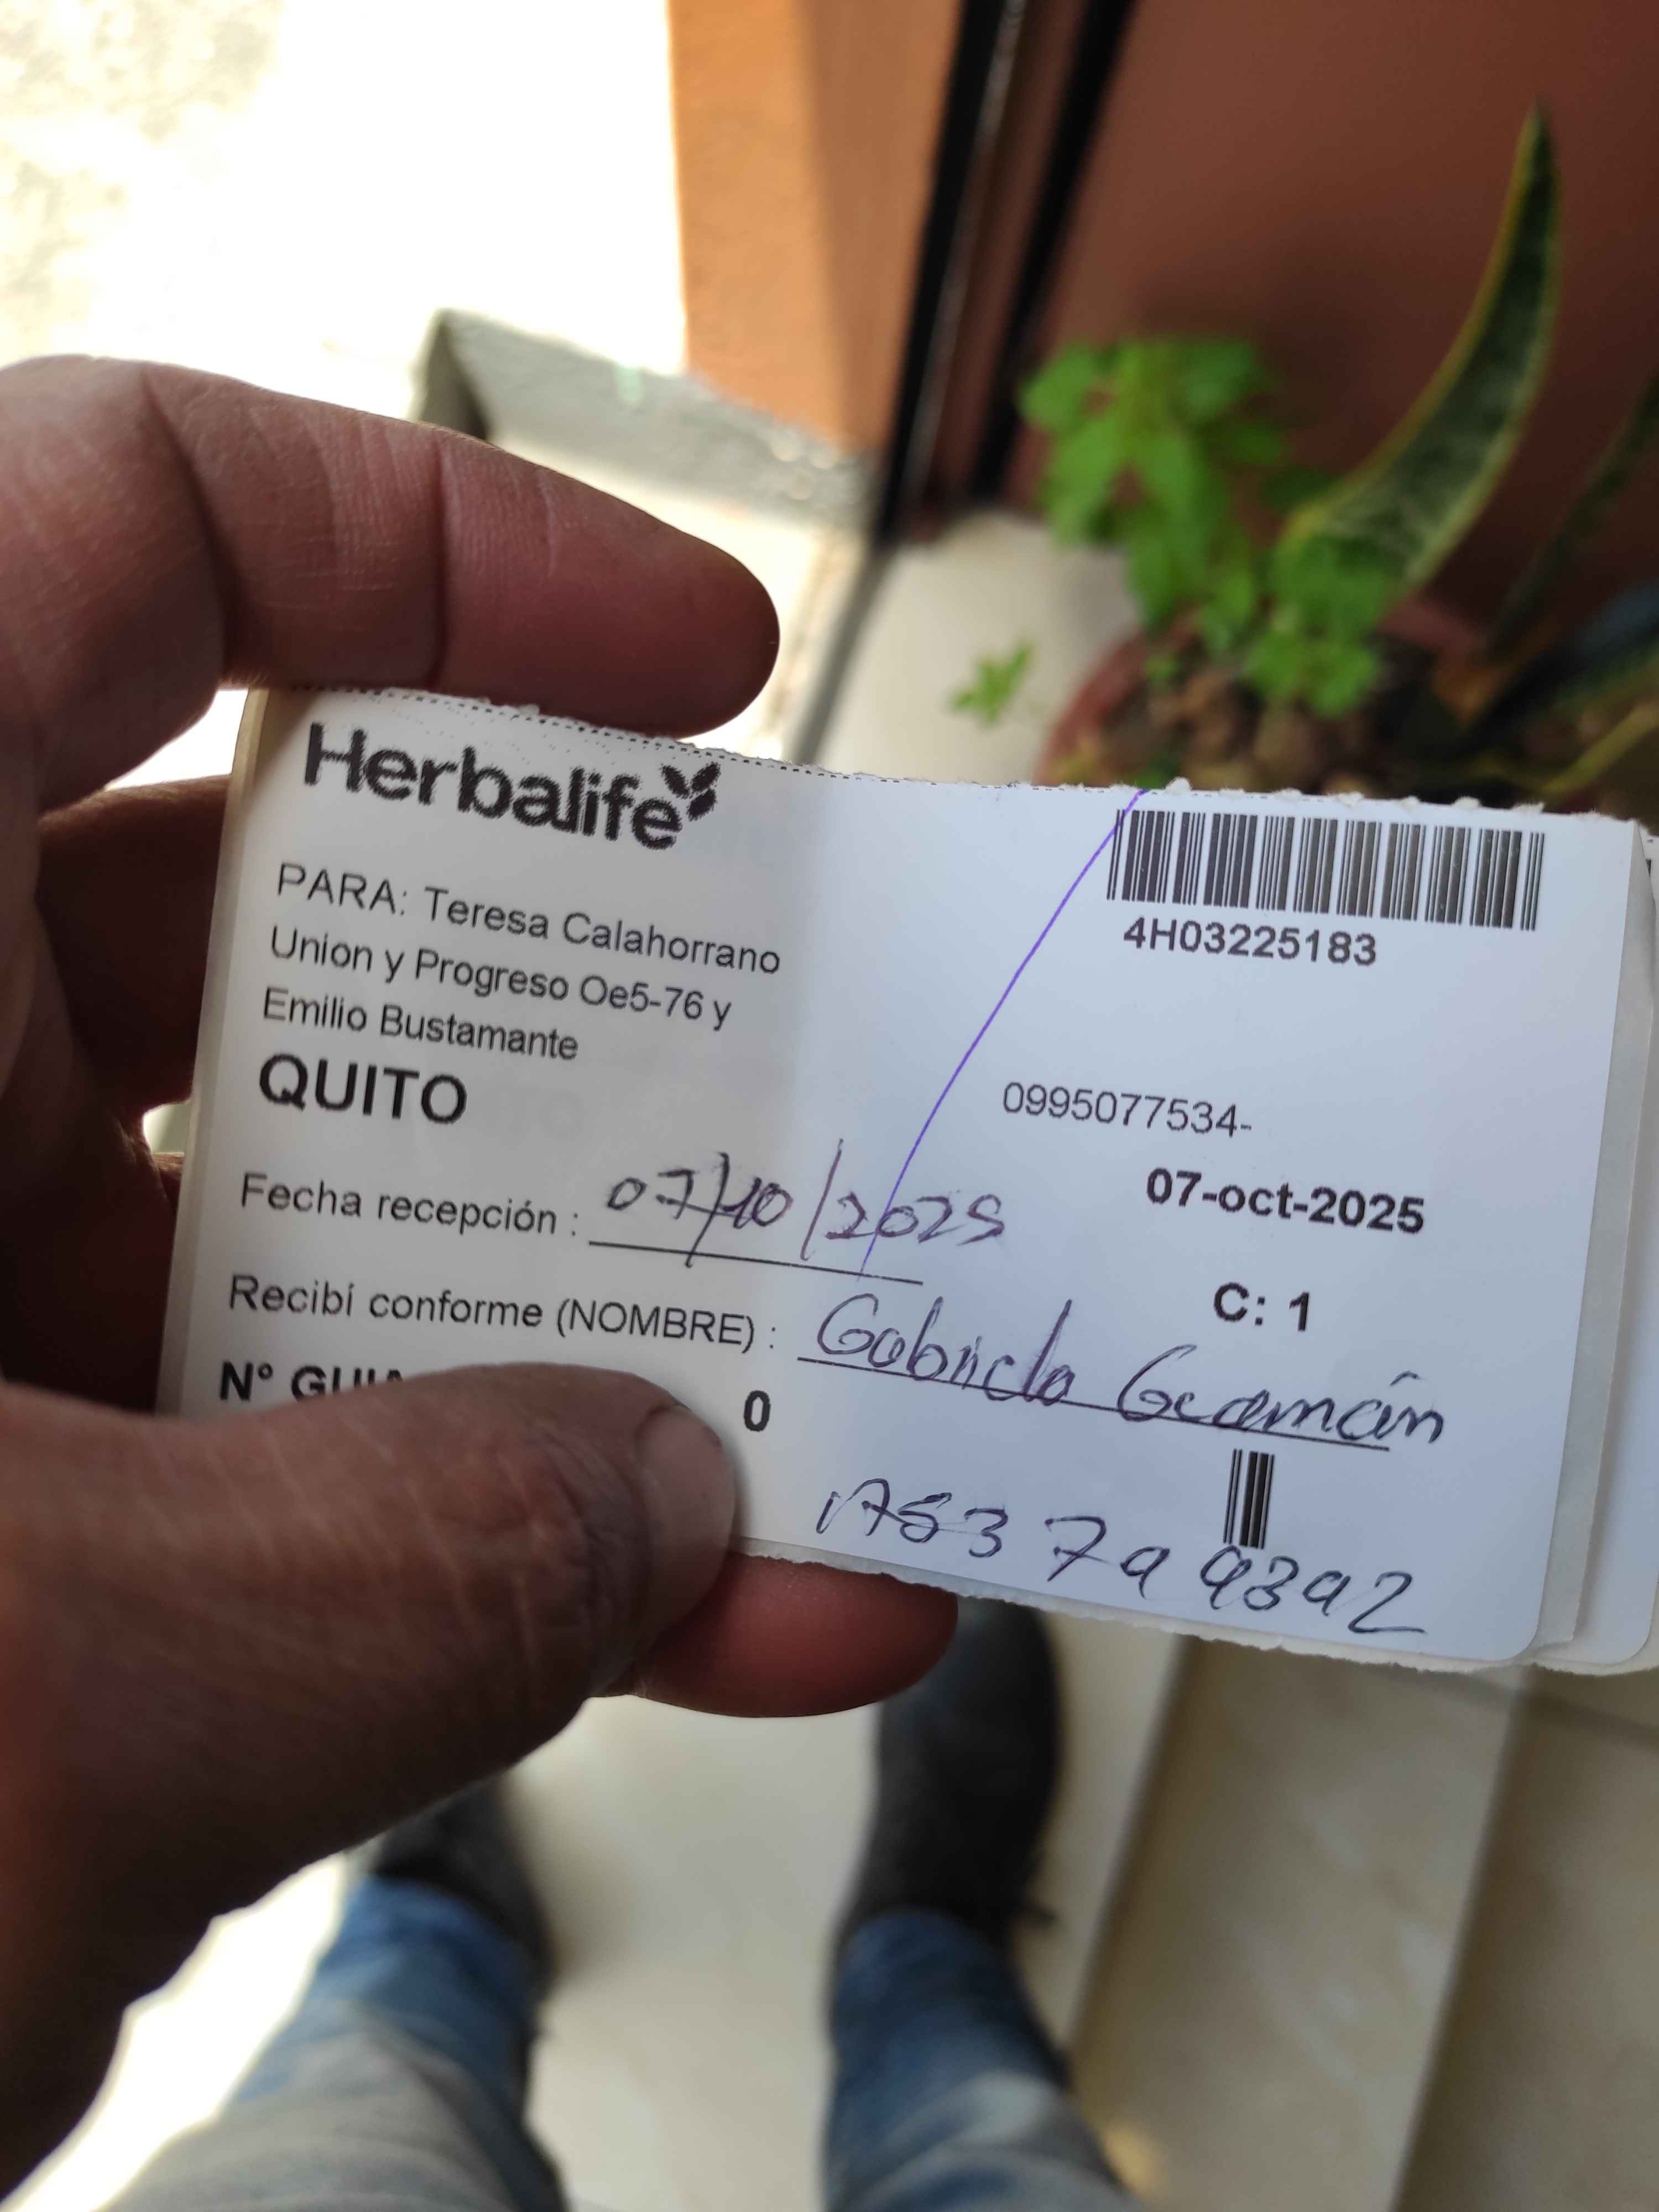 Herbalife
4H03225183
PARA: Teresa Calahorrano
Union y Progreso Oe5-76 y
Emilio Bustamante
QUITO
0995077534-
07-oct-2025
Fecha recepción : 07/10/2025
C: 1
Recibí conforme (NOMBRE) : Gabriela
N° 0